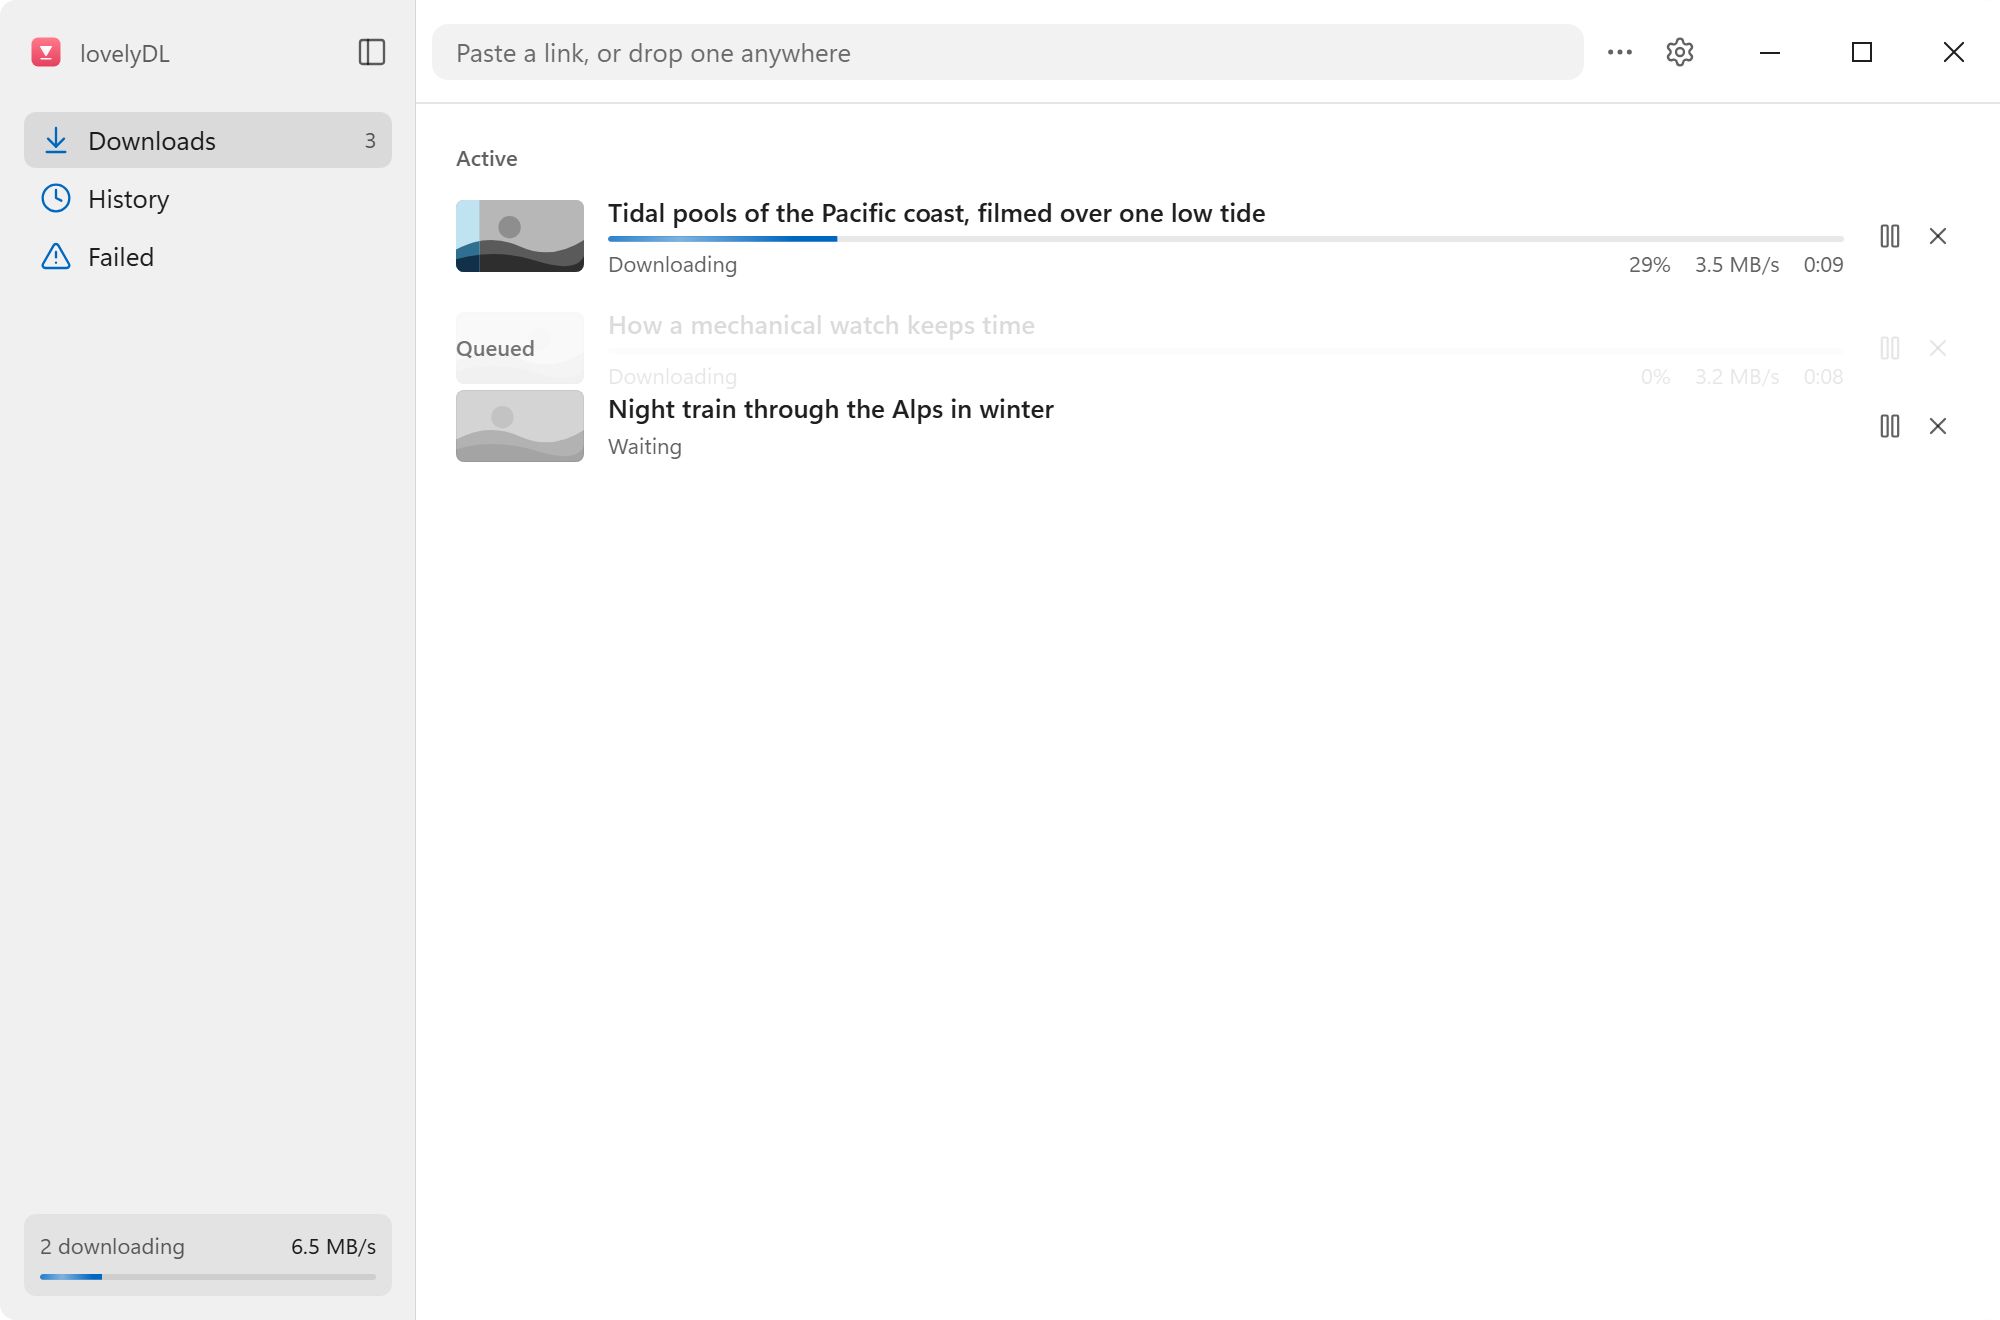 lovelyDL
Paste a link, or drop one anywhere
Downloads 3
History
Failed
Active
Tidal pools of the Pacific coast, filmed over one low tide
Downloading 29% 3.5 MB/s 0:09
How a mechanical watch keeps time
Queued
Downloading 0% 3.2 MB/s 0:08
Night train through the Alps in winter
Waiting
2 downloading 6.5 MB/s